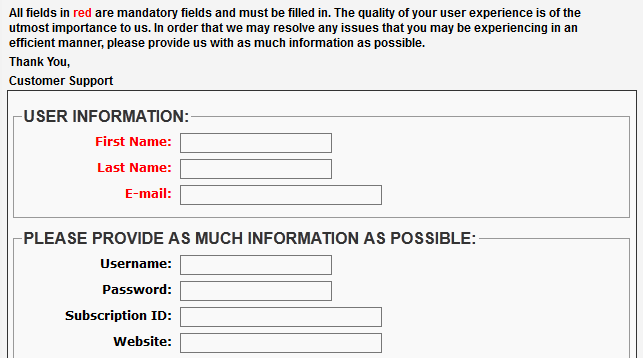 All fields in red are mandatory fields and must be filled in. The quality of your user experience is of the
utmost importance to us. In order that we may resolve any issues that you may be experiencing in an
efficient manner, please provide us with as much information as possible.
Thank You,
Customer Support
USER INFORMATION:
First Name:
Last Name:
E-mail:
PLEASE PROVIDE AS MUCH INFORMATION AS POSSIBLE:
Username:
Password:
Subscription ID:
Website: